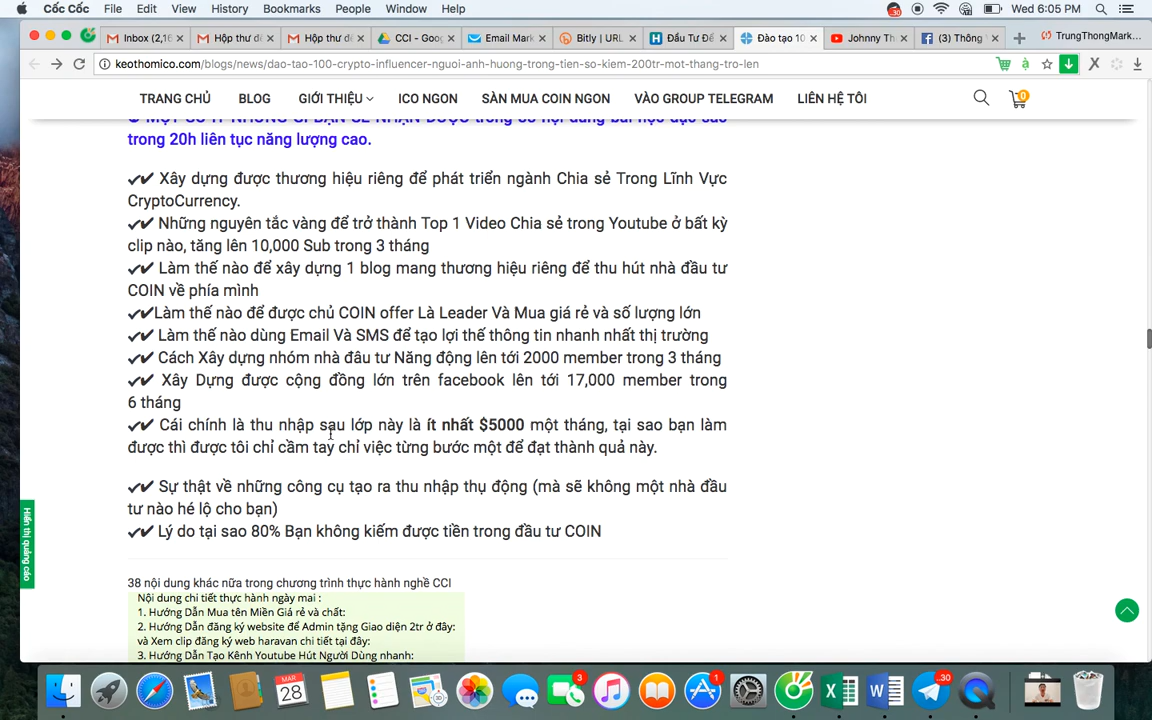 Cốc Cốc File Edit View History Bookmarks People Window Help 30 Wed 6:05 PM
Inbox (2,16 Hộp thư đế Hộp thư đế CCI - Goo Email Mark Bitly | URL Đầu Tư Để Đào tạo 10 Johnny Th (3) Thông TrungThongMark...
keothomico.com/blogs/news/dao-tao-100-crypto-influencer-nguoi-anh-huong-trong-tien-so-kiem-200tr-mot-thang-tro-len
TRANG CHỦ BLOG GIỚI THIỆU ICO NGON SÀN MUA COIN NGON VÀO GROUP TELEGRAM LIÊN HỆ TÔI 0
trong 20h liên tục năng lượng cao.
✔✔ Xây dựng được thương hiệu riêng để phát triển ngành Chia sẻ Trong Lĩnh Vực
CryptoCurrency.
✔✔ Những nguyên tắc vàng để trở thành Top 1 Video Chia sẻ trong Youtube ở bất kỳ
clip nào, tăng lên 10,000 Sub trong 3 tháng
✔✔ Làm thế nào để xây dựng 1 blog mang thương hiệu riêng để thu hút nhà đầu tư
COIN về phía mình
✔✔Làm thế nào để được chủ COIN offer Là Leader Và Mua giá rẻ và số lượng lớn
✔✔ Làm thế nào dùng Email Và SMS để tạo lợi thế thông tin nhanh nhất thị trường
✔✔ Cách Xây dựng nhóm nhà đâu tư Năng động lên tới 2000 member trong 3 tháng
✔✔ Xây Dựng được cộng đồng lớn trên facebook lên tới 17,000 member trong
6 tháng
✔✔ Cái chính là thu nhập sau lớp này là ít nhất $5000 một tháng, tại sao bạn làm
được thì được tôi chỉ cầm tay chỉ việc từng bước một để đạt thành quả này.
✔✔ Sự thật về những công cụ tạo ra thu nhập thụ động (mà sẽ không một nhà đầu
tư nào hé lộ cho bạn)
✔✔ Lý do tại sao 80% Bạn không kiếm được tiền trong đầu tư COIN
Hiển thị quảng cáo
38 nội dung khác nữa trong chương trình thực hành nghề CCI
Nội dung chi tiết thực hành ngày mai :
1. Hướng Dẫn Mua tên Miền Giá rẻ và chất:
2. Hướng Dẫn đăng ký website để Admin tặng Giao diện 2tr ở đây:
và Xem clip đăng ký web haravan chi tiết tại đây:
3. Hướng Dẫn Tạo Kênh Youtube Hút Người Dùng nhanh:
MAR 28 3 1 30